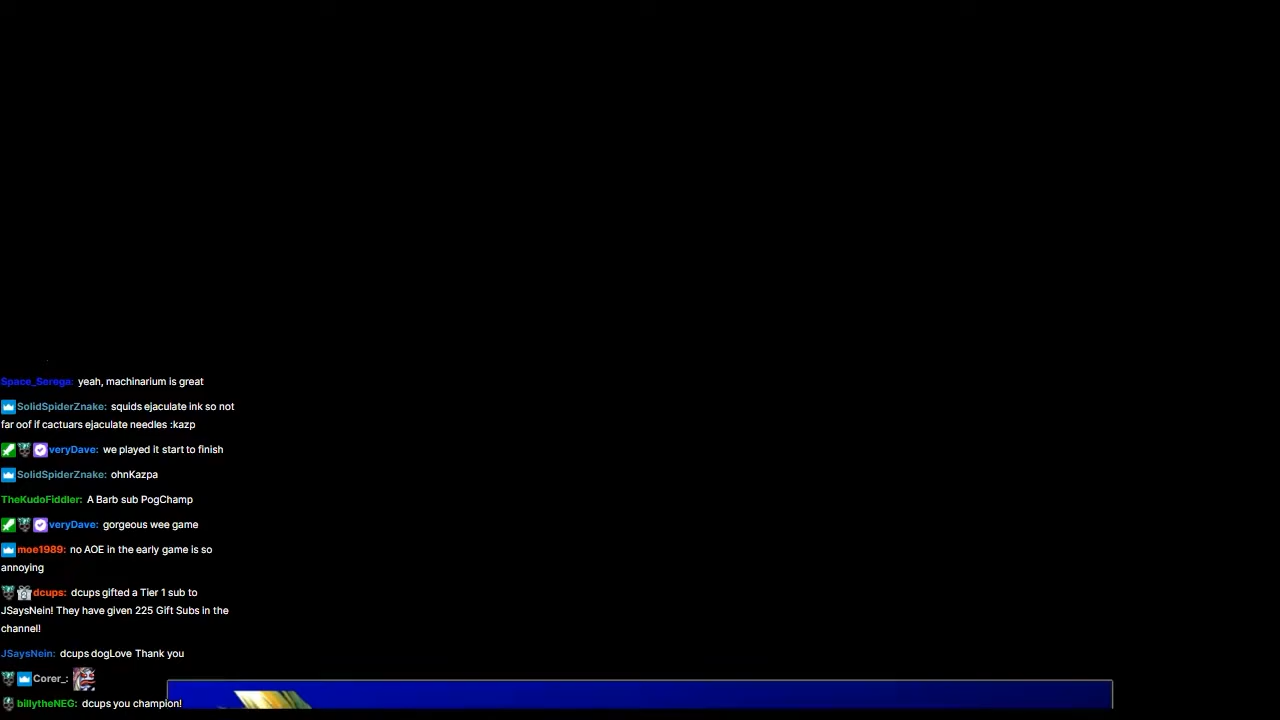 Space_Serega: yeah, machinarium is great
SolidSpiderZnake: squids ejaculate ink so not
far oof if cactuars ejaculate needles :kazp
veryDave: we played it start to finish
SolidSpiderZnake: ohnKazpa
TheKudoFiddler: A Barb sub PogChamp
veryDave: gorgeous wee game
moe1989: no AOE in the early game is so
annoying
dcups: dcups gifted a Tier 1 sub to
JSaysNein! They have given 225 Gift Subs in the
channel!
JSaysNein: dcups dogLove Thank you
Corer_:
billytheNEG: dcups you champion!